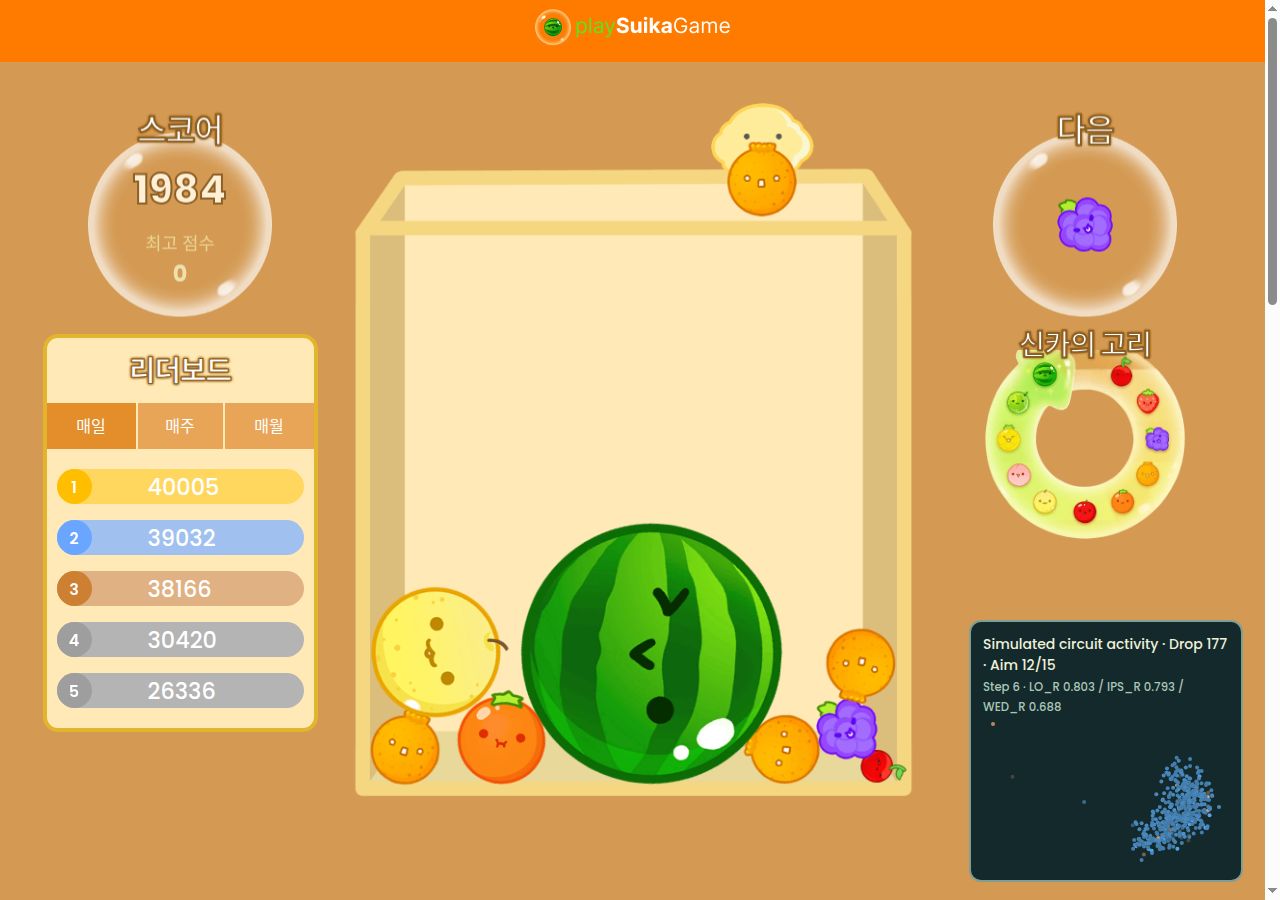 playSuikaGame
스코어
1984
최고 점수
0
리더보드
매일 매주 매월
1 40005
2 39032
3 38166
4 30420
5 26336
다음
신카의 고리
Simulated circuit activity · Drop 177
· Aim 12/15
Step 6 · LO_R 0.803 / IPS_R 0.793 /
WED_R 0.688